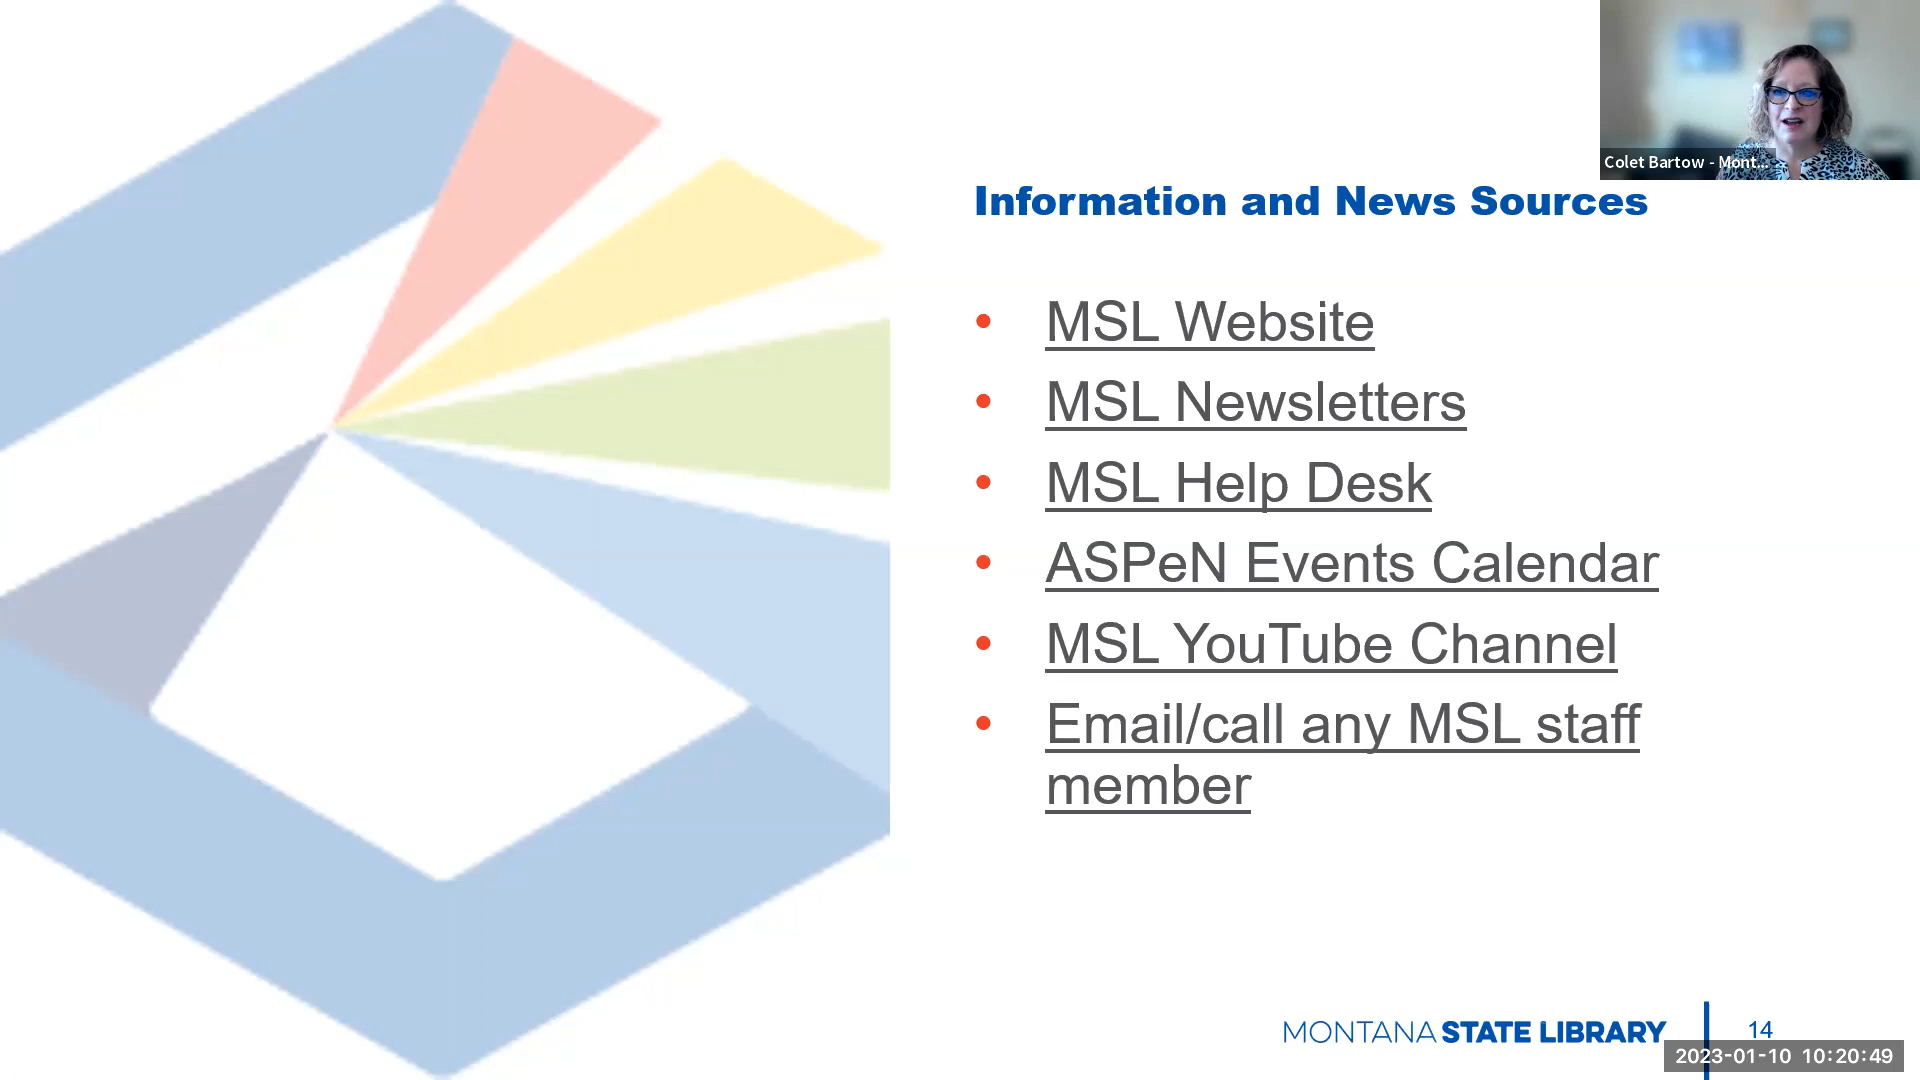 Colet Bartow - Mont...
Information and News Sources
• MSL Website
• MSL Newsletters
• MSL Help Desk
• ASPeN Events Calendar
• MSL YouTube Channel
• Email/call any MSL staff
member
MONTANA STATE LIBRARY
14
2023-01-10 10:20:49